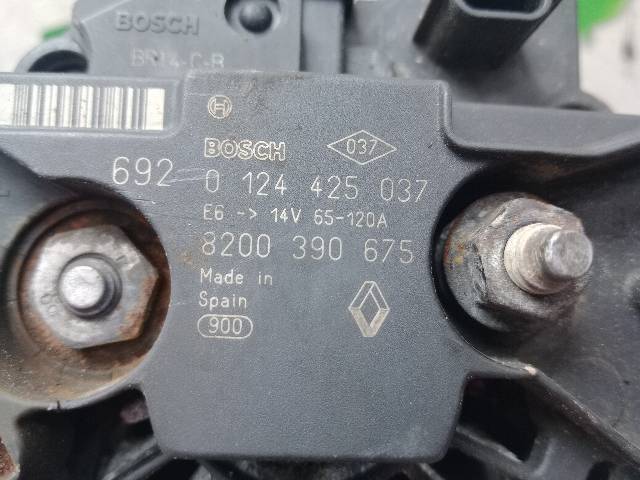 BOSCH
BR14-C-B
BOSCH
037
692 0 124 425 037
E6 -> 14V 65-120A
8200 390 675
Made in
Spain
900